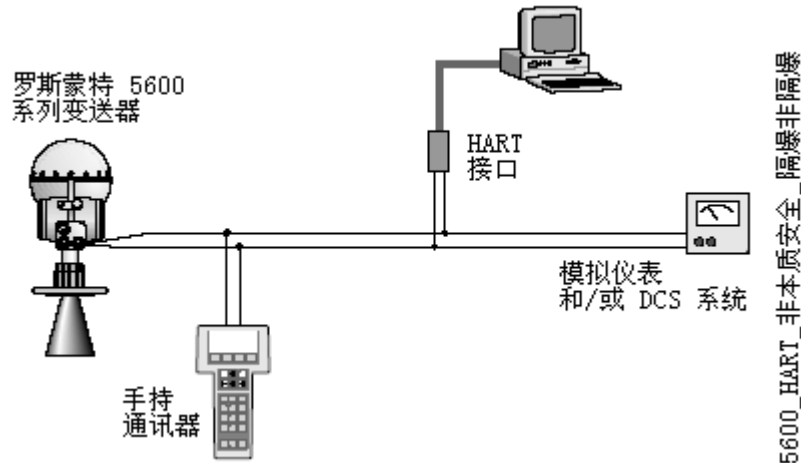 罗斯蒙特 5600
系列变送器
HART
接口
模拟仪表
和/或 DCS 系统
手持
通讯器
5600_HART_非本质安全_隔爆非隔爆